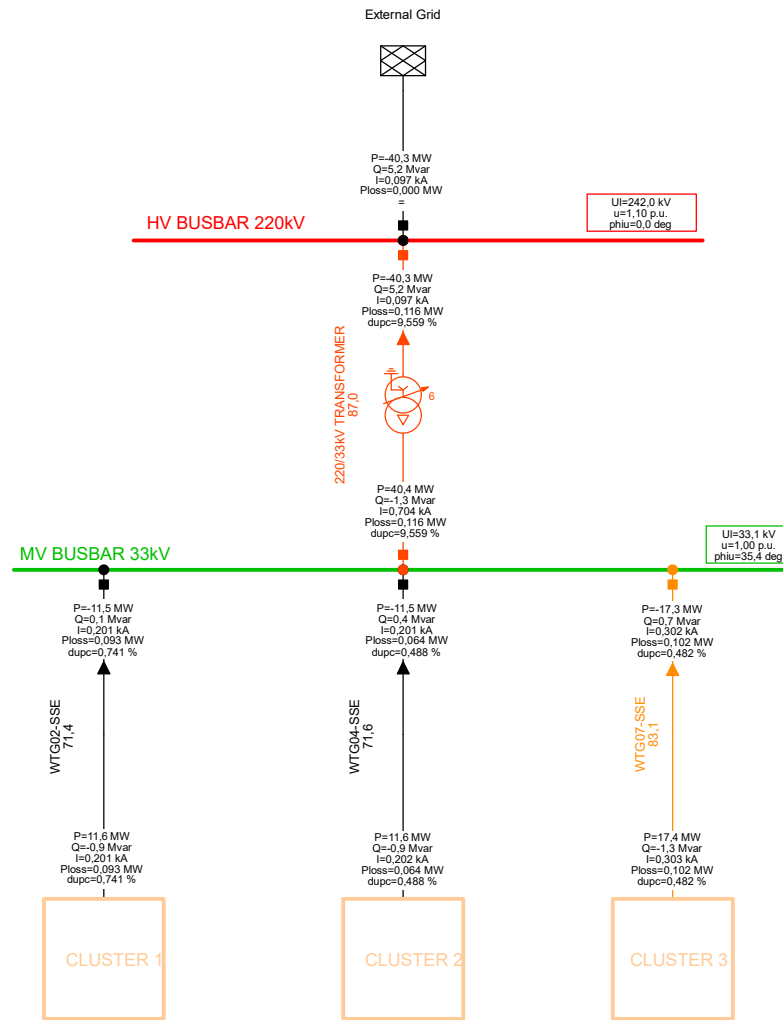 External Grid
P=-40,3 MW
Q=5,2 Mvar
I=0,097 kA
Ploss=0,000 MW
=
HV BUSBAR 220kV
Ul=242,0 kV
u=1,10 p.u.
phiu=0,0 deg
P=-40,3 MW
Q=5,2 Mvar
I=0,097 kA
Ploss=0,116 MW
dupc=9,559 %
220/33kV TRANSFORMER
87,0
6
P=40,4 MW
Q=-1,3 Mvar
I=0,704 kA
Ploss=0,116 MW
dupc=9,559 %
MV BUSBAR 33kV
Ul=33,1 kV
u=1,00 p.u.
phiu=35,4 deg
P=-11,5 MW
Q=0,1 Mvar
I=0,201 kA
Ploss=0,093 MW
dupc=0,741 %
P=-11,5 MW
Q=0,4 Mvar
I=0,201 kA
Ploss=0,064 MW
dupc=0,488 %
P=-17,3 MW
Q=0,7 Mvar
I=0,302 kA
Ploss=0,102 MW
dupc=0,482 %
WTG02-SSE
71,4
WTG04-SSE
71,6
WTG07-SSE
83,1
P=11,6 MW
Q=-0,9 Mvar
I=0,201 kA
Ploss=0,093 MW
dupc=0,741 %
P=11,6 MW
Q=-0,9 Mvar
I=0,202 kA
Ploss=0,064 MW
dupc=0,488 %
P=17,4 MW
Q=-1,3 Mvar
I=0,303 kA
Ploss=0,102 MW
dupc=0,482 %
CLUSTER 1
CLUSTER 2
CLUSTER 3